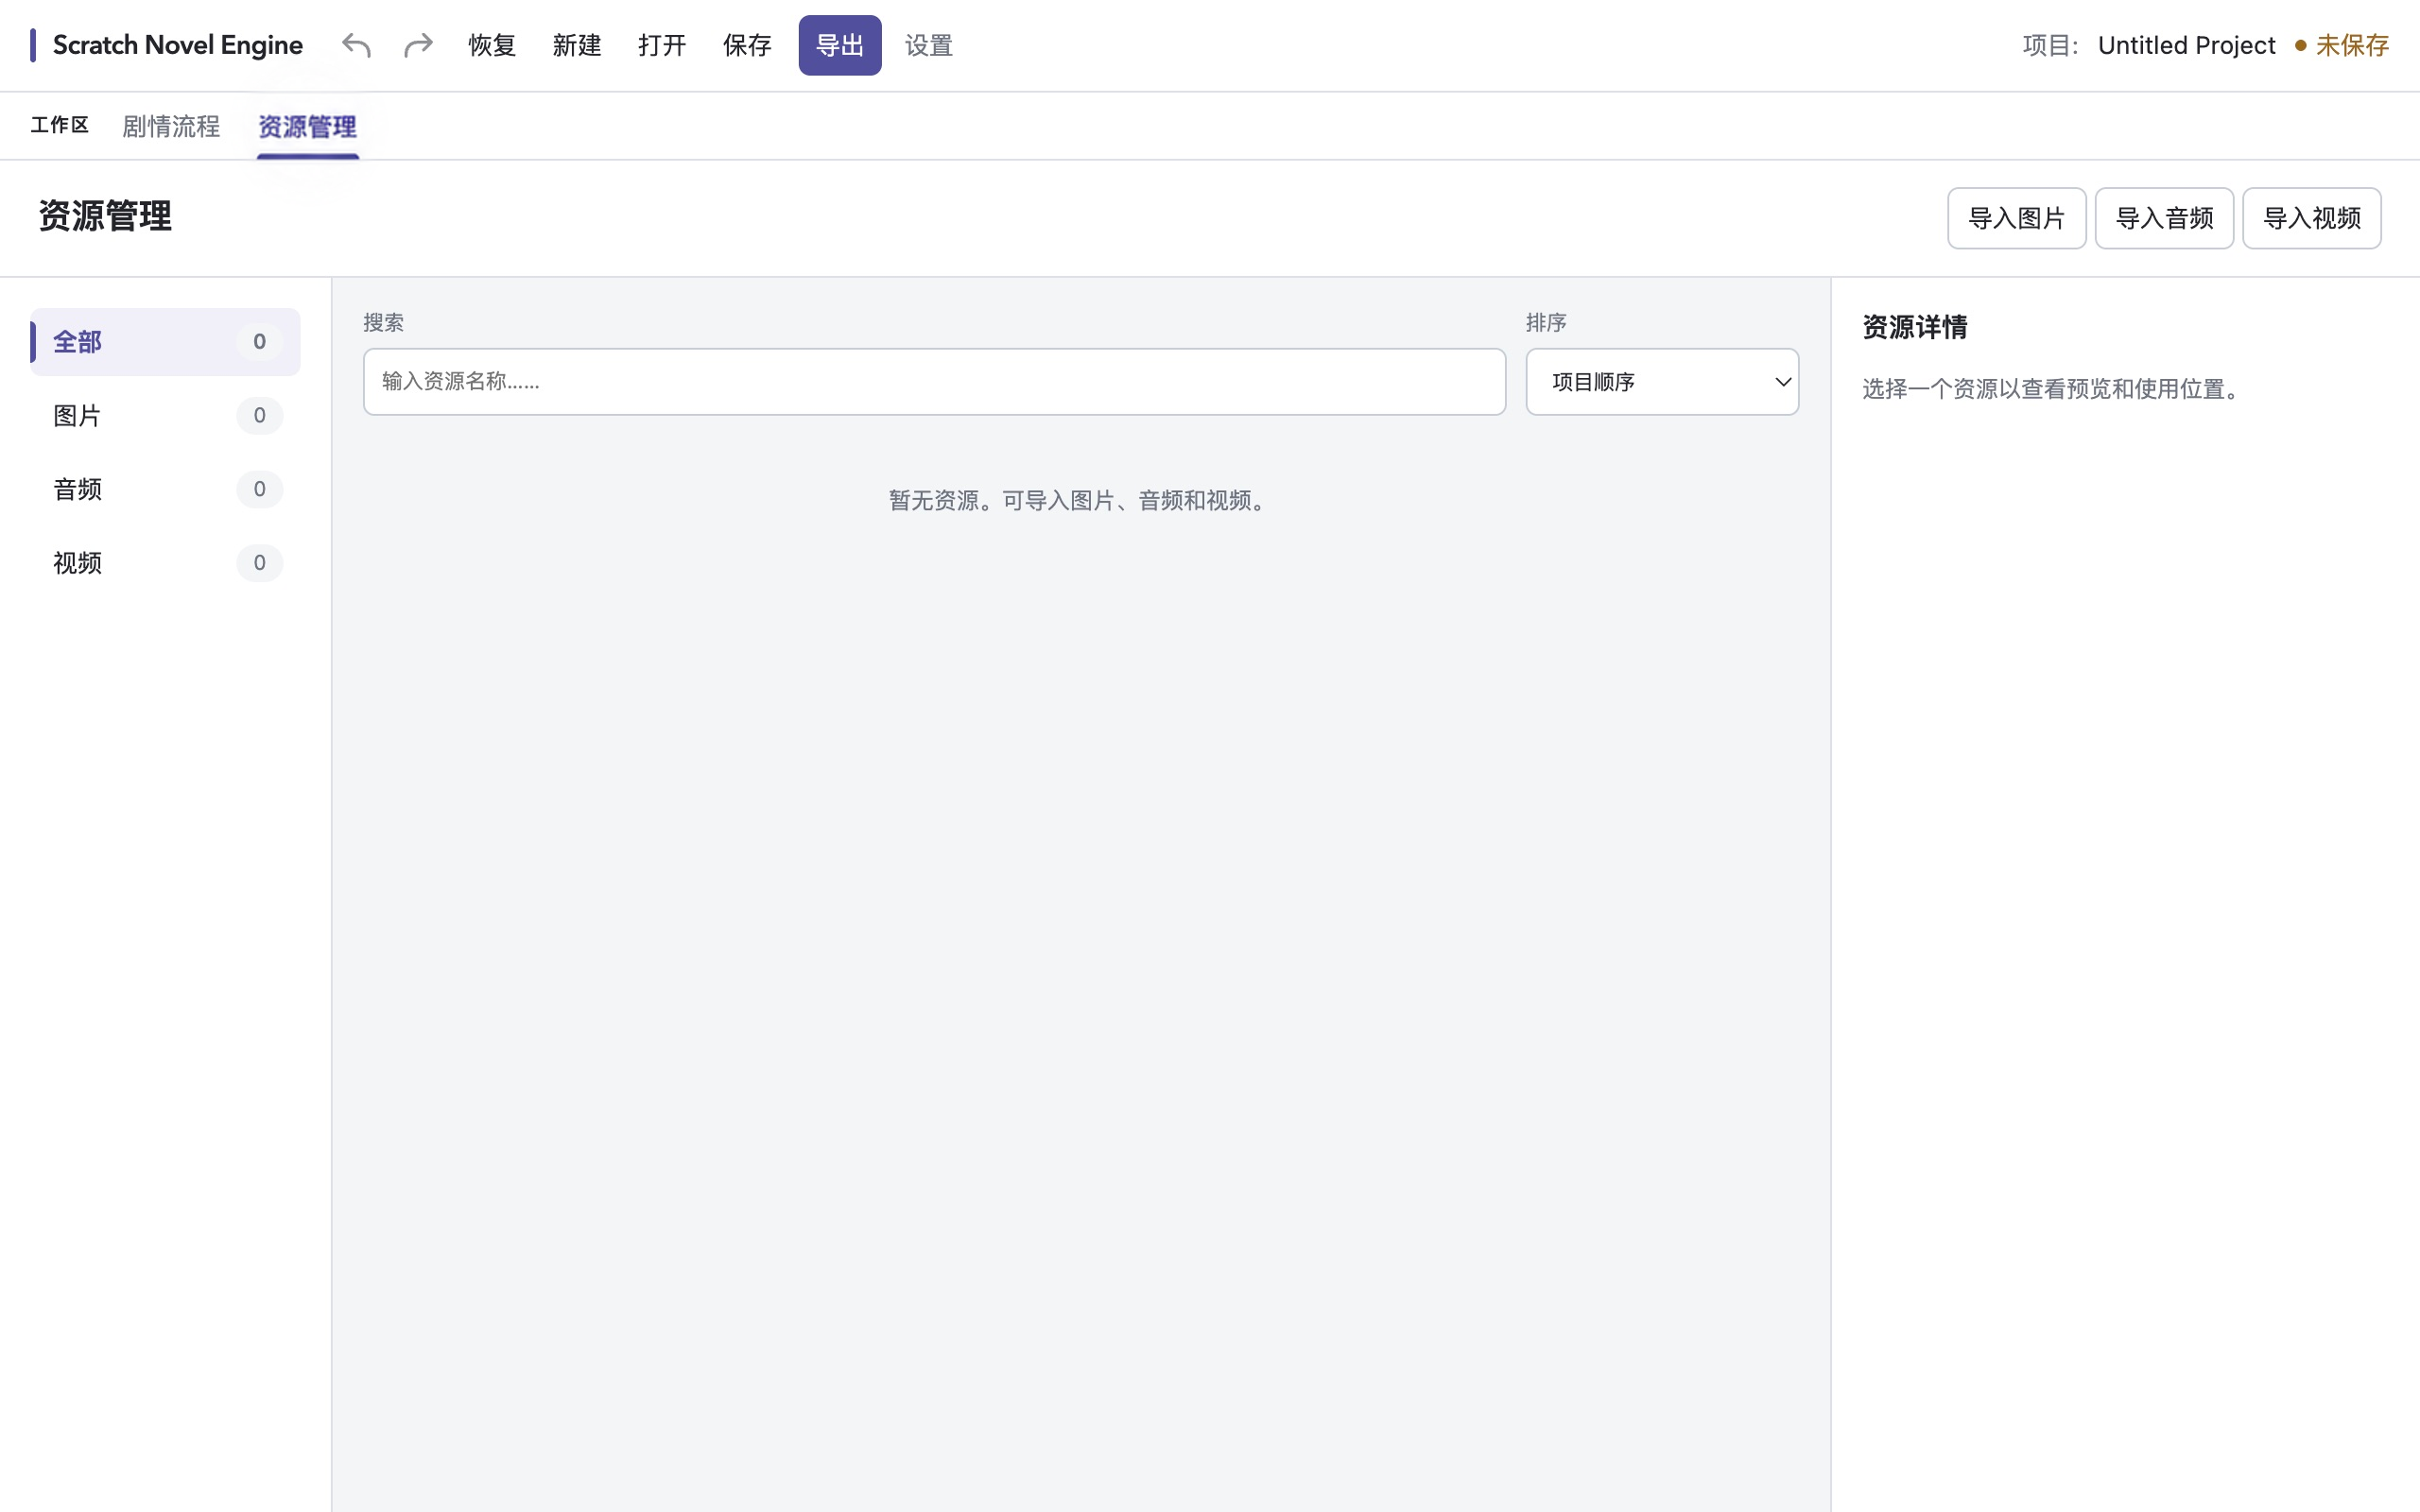 Scratch Novel Engine 恢复 新建 打开 保存 导出 设置 项目: Untitled Project 未保存
工作区 剧情流程 资源管理
资源管理 导入图片 导入音频 导入视频
全部 0
图片 0
音频 0
视频 0
搜索 排序
输入资源名称...... 项目顺序
暂无资源。可导入图片、音频和视频。
资源详情
选择一个资源以查看预览和使用位置。